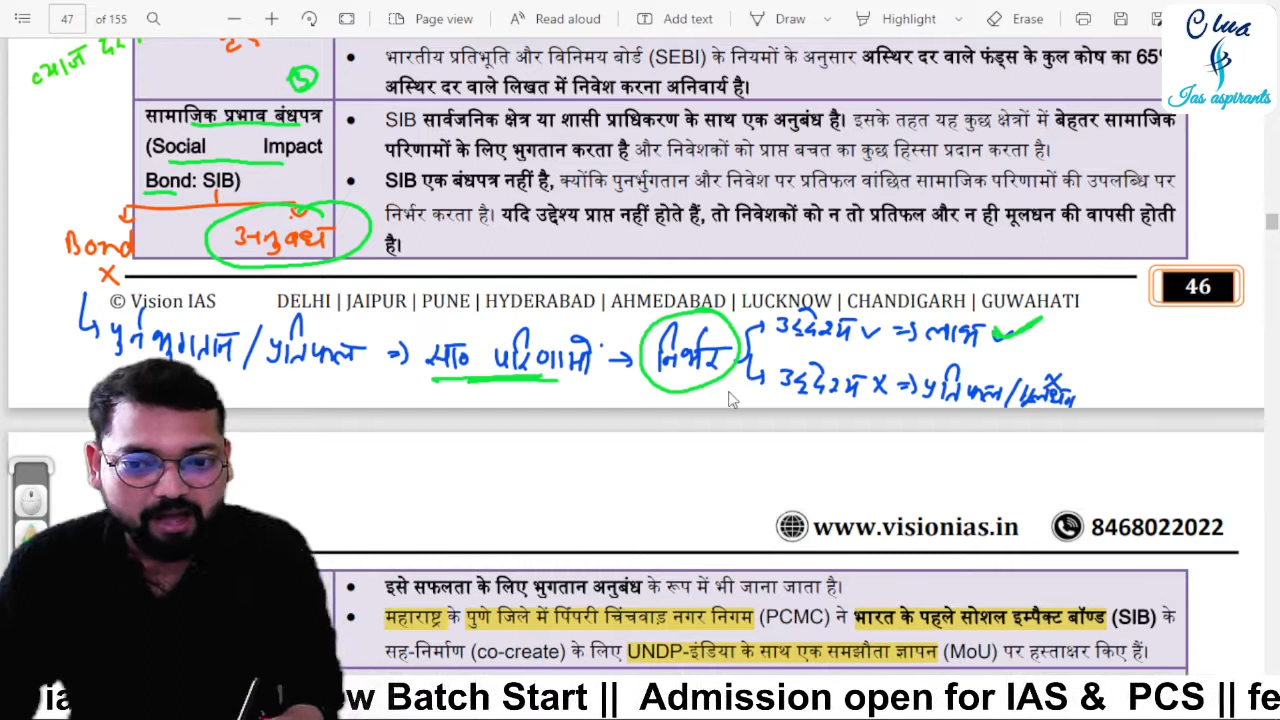 47 of 155 Page view Read aloud Add text Draw Highlight Erase
Clua
Ias aspirants
ब्याज
भारतीय प्रतिभूति और विनिमय बोर्ड (SEBI) के नियमों के अनुसार अस्थिर दर वाले फंड्स के कुल कोष का 65%
अस्थिर दर वाले लिखत में निवेश करना अनिवार्य है।
सामाजिक प्रभाव बंधपत्र
(Social Impact
Bond: SIB)
SIB सार्वजनिक क्षेत्र या शासी प्राधिकरण के साथ एक अनुबंध है। इसके तहत यह कुछ क्षेत्रों में बेहतर सामाजिक
परिणामों के लिए भुगतान करता है और निवेशकों को प्राप्त बचत का कुछ हिस्सा प्रदान करता है।
SIB एक बंधपत्र नहीं है, क्योंकि पुनर्भुगतान और निवेश पर प्रतिफल वांछित सामाजिक परिणामों की उपलब्धि पर
निर्भर करता है। यदि उद्देश्य प्राप्त नहीं होते हैं, तो निवेशकों को न तो प्रतिफल और न ही मूलधन की वापसी होती
है।
Bond X
अनुबंध
46
© Vision IAS DELHI | JAIPUR | PUNE | HYDERABAD | AHMEDABAD | LUCKNOW | CHANDIGARH | GUWAHATI
↳ पुर्नभुगतान / प्रतिफल => सा० परिणामो → निर्भर
उद्देश्य ✓ => लाभ ✓
उद्देश्य X => प्रतिफल / मूलधन X
www.visionias.in 8468022022
इसे सफलता के लिए भुगतान अनुबंध के रूप में भी जाना जाता है।
महाराष्ट्र के पुणे जिले में पिंपरी चिंचवाड़ नगर निगम (PCMC) ने भारत के पहले सोशल इम्पैक्ट बॉण्ड (SIB) के
सह-निर्माण (co-create) के लिए UNDP-इंडिया के साथ एक समझौता ज्ञापन (MoU) पर हस्ताक्षर किए हैं।
Batch Start || Admission open for IAS & PCS ||